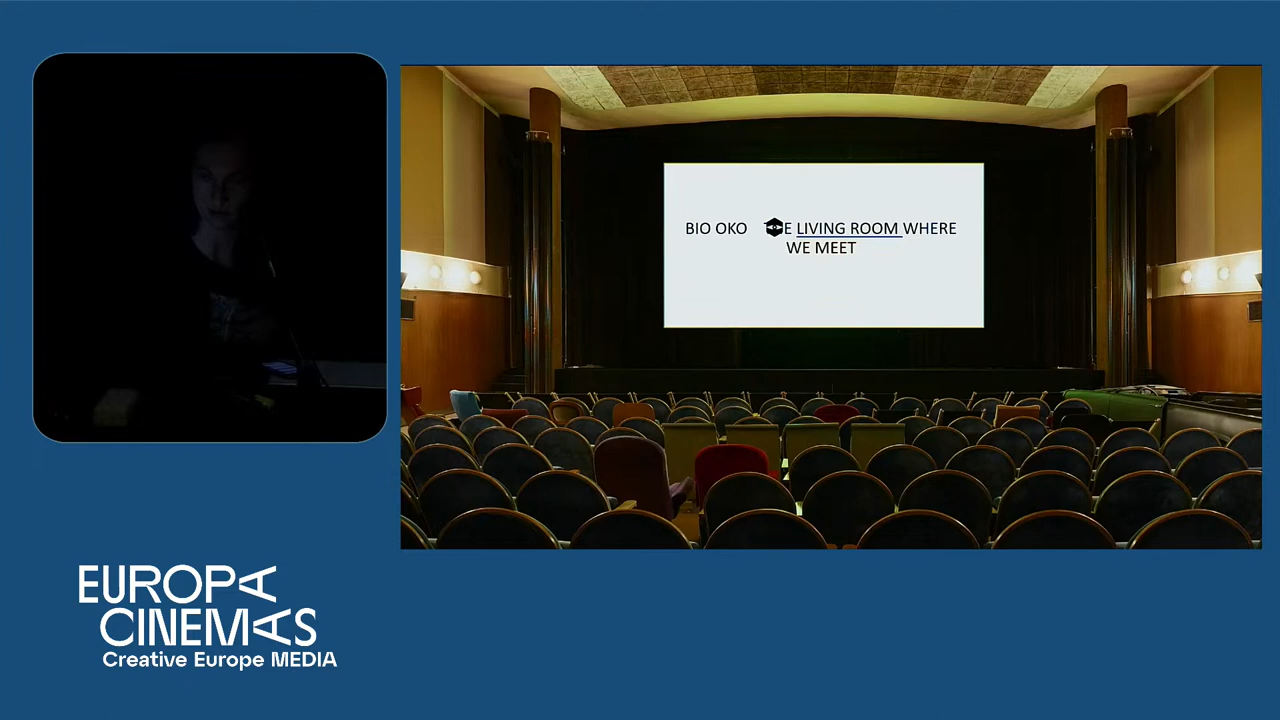 BIO OKO E LIVING ROOM WHERE
WE MEET
EUROPA
CINEMAS
Creative Europe MEDIA